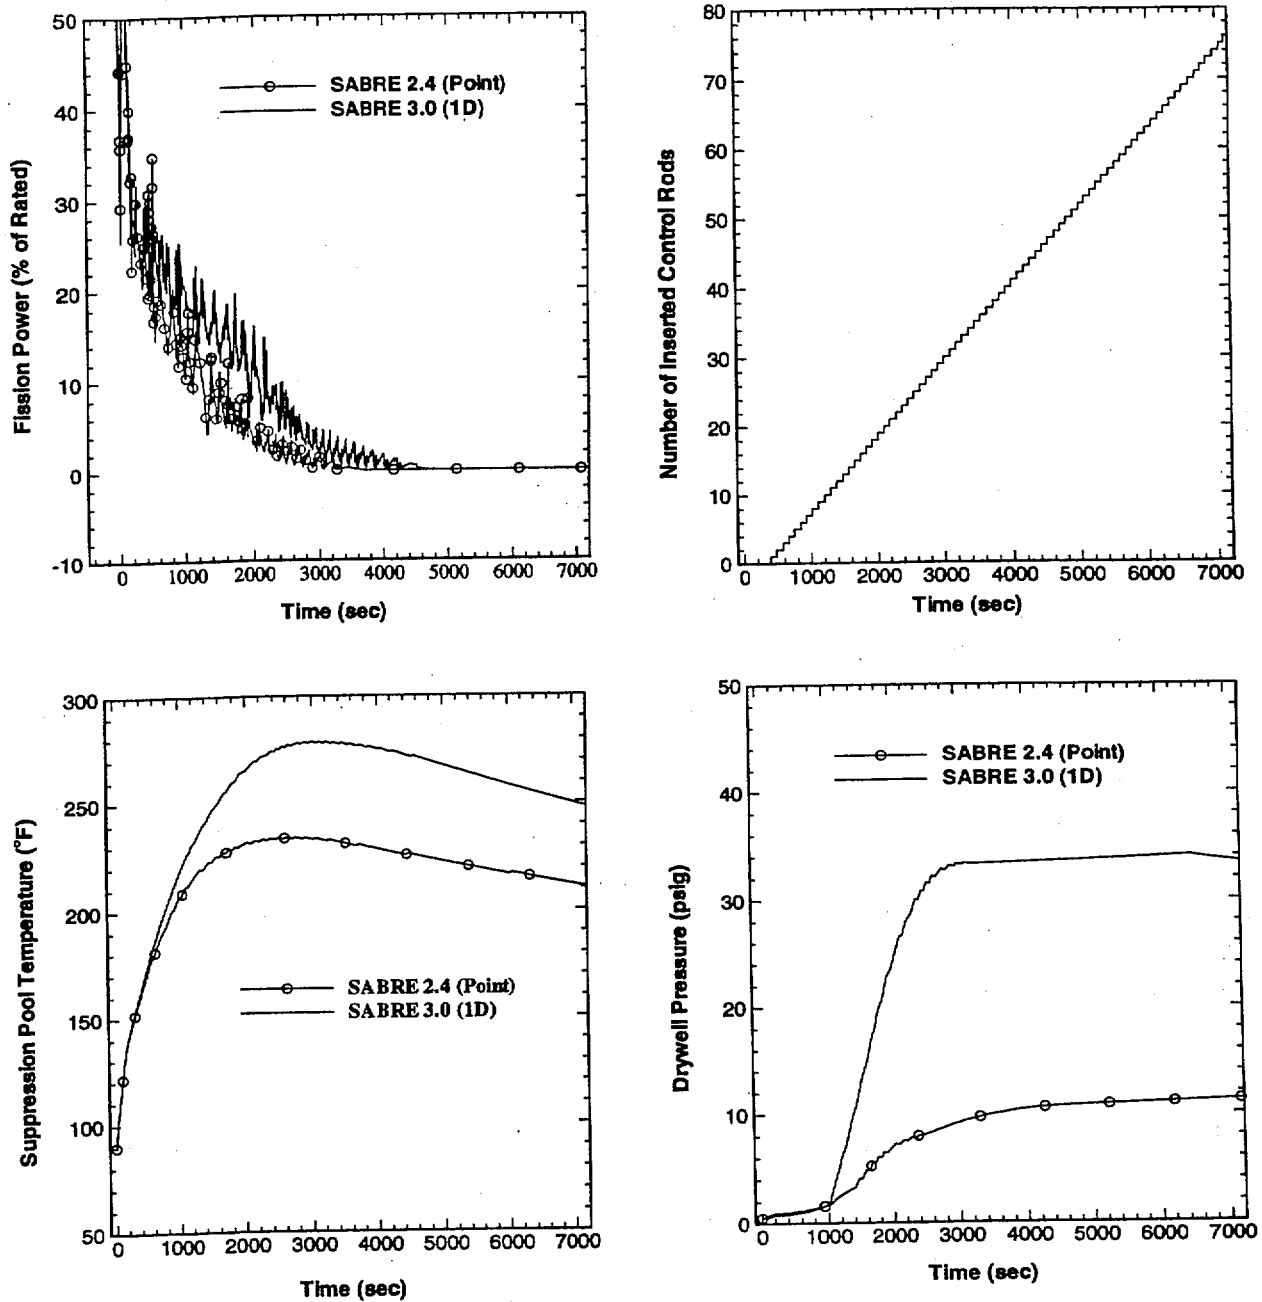 50
40
30
20
10
0
-10
Fission Power (% of Rated)
SABRE 2.4 (Point)
SABRE 3.0 (1D)
0 1000 2000 3000 4000 5000 6000 7000
Time (sec)
80
70
60
50
40
30
20
10
0
Number of Inserted Control Rods
0 1000 2000 3000 4000 5000 6000 7000
Time (sec)
300
250
200
150
100
50
Suppression Pool Temperature (°F)
SABRE 2.4 (Point)
SABRE 3.0 (1D)
0 1000 2000 3000 4000 5000 6000 7000
Time (sec)
50
40
30
20
10
0
Drywell Pressure (psig)
SABRE 2.4 (Point)
SABRE 3.0 (1D)
0 1000 2000 3000 4000 5000 6000 7000
Time (sec)